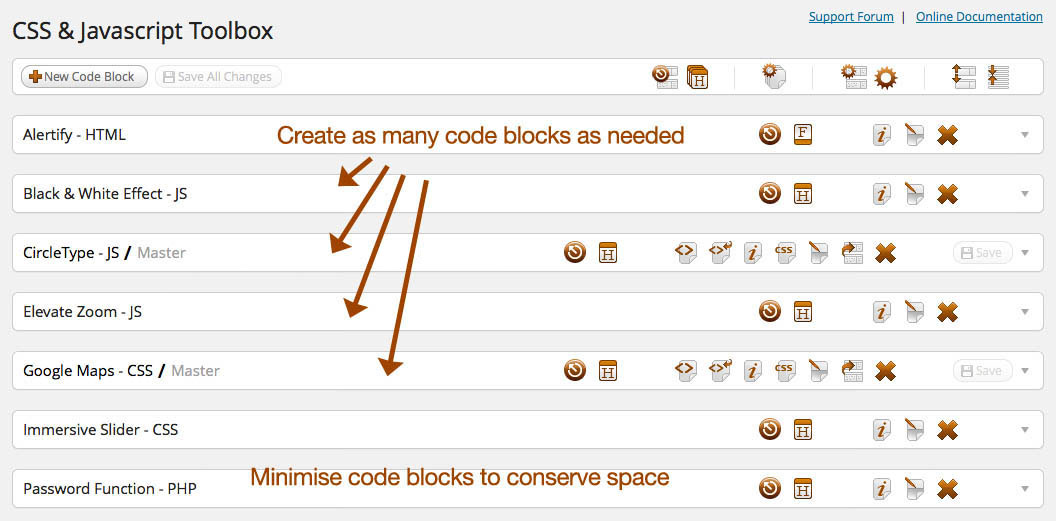 Support Forum | Online Documentation
CSS & Javascript Toolbox
New Code Block Save All Changes
H
Alertify - HTML
Create as many code blocks as needed
F i
Black & White Effect - JS
H i
CircleType - JS / Master
H <> <> i css Save
Elevate Zoom - JS
H i
Google Maps - CSS / Master
H <> <> i css Save
Immersive Slider - CSS
H i
Minimise code blocks to conserve space
Password Function - PHP
H i